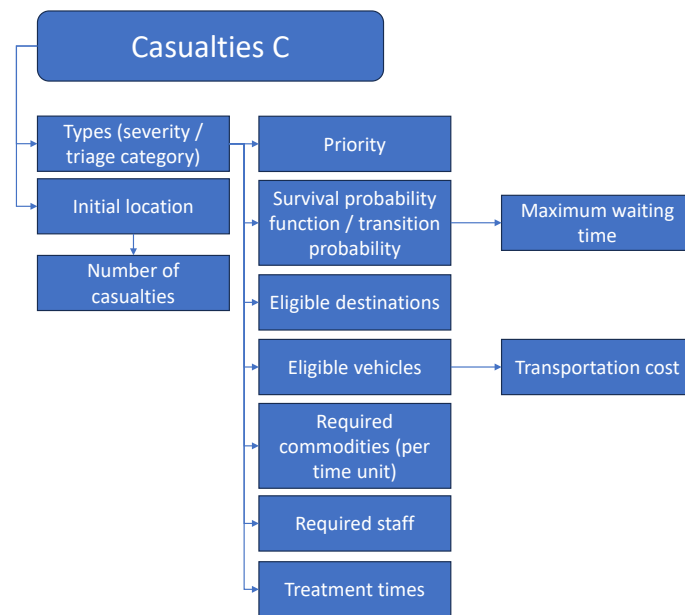 Casualties C
Types (severity /
triage category)
Priority
Initial location
Survival probability
function / transition
probability
Maximum waiting
time
Number of
casualties
Eligible destinations
Eligible vehicles
Transportation cost
Required
commodities (per
time unit)
Required staff
Treatment times